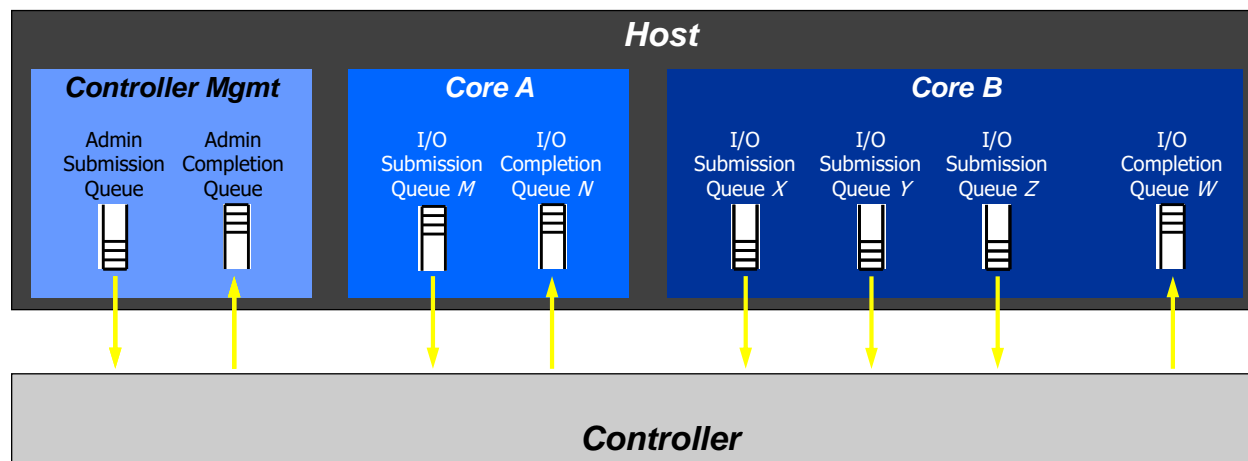 Host
Controller Mgmt
Admin
Submission
Queue
Admin
Completion
Queue
Core A
I/O
Submission
Queue M
I/O
Completion
Queue N
Core B
I/O
Submission
Queue X
I/O
Submission
Queue Y
I/O
Submission
Queue Z
I/O
Completion
Queue W
Controller